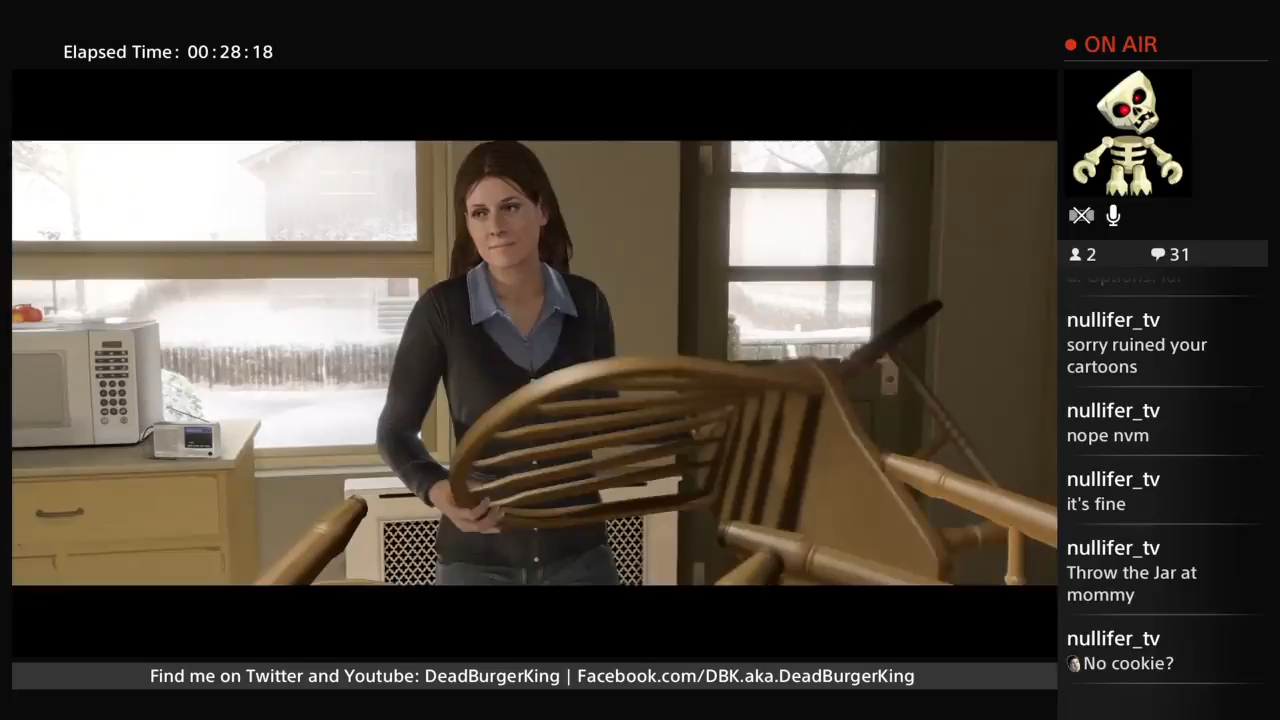 Elapsed Time: 00:28:18
ON AIR
2
31
nullifer_tv
sorry ruined your
cartoons
nullifer_tv
nope nvm
nullifer_tv
it's fine
nullifer_tv
Throw the Jar at
mommy
nullifer_tv
No cookie?
Find me on Twitter and Youtube: DeadBurgerKing | Facebook.com/DBK.aka.DeadBurgerKing